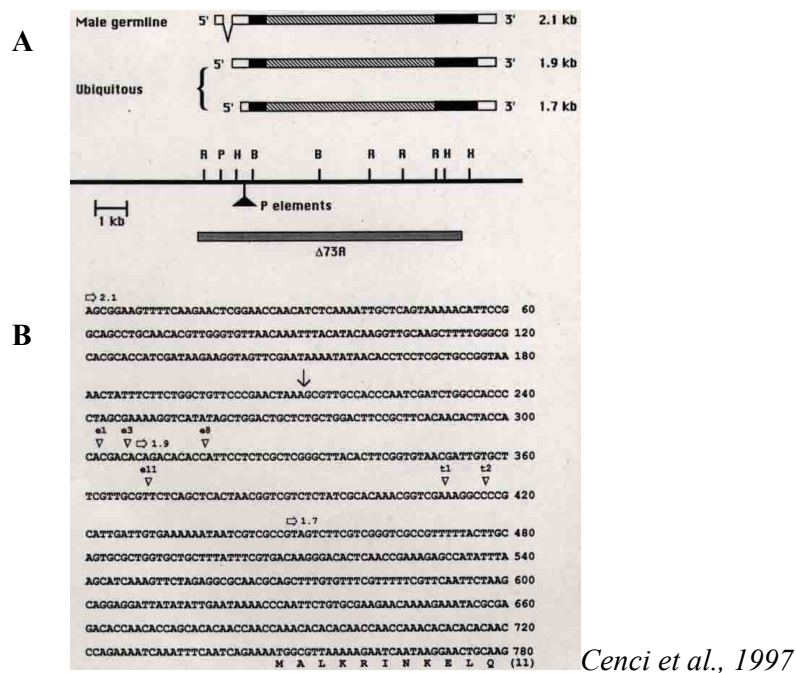 A
Male germline 5' 3' 2.1 kb
5' 3' 1.9 kb
Ubiquitous
5' 3' 1.7 kb
R P H B B R R R H H
P elements
1 kb
Δ73A
B
2.1
AGCGGAAGTTTTCAAGAACTCGGAACCAACATCTCAAAATTGCTCAGTAAAAACATTCCG 60
GCAGCCTGCAACACGTTGGGTGTTAACAAATTTACATACAAGGTTGCAAGCTTTTGGGCG 120
CACGCACCATCGATAAGAAGGTAGTTCGAATAAAATATAACACCTCCTCGCTGCCGGTAA 180
AACTATTTCTTCTGGCTGTTCCCGAACTAAAGCGTTGCCACCCAATCGATCTGGCCACCC 240
CTAGCGAAAAGGTCATATAGCTGGACTGCTCTGCTGGACTTCCGCTTCACAACACTACCA 300
e1 e3 1.9 e8
CACGACACAGACACACCATTCCTCTCGCTCGGGCTTACACTTCGGTGTAACGATTGTGCT 360
e11 t1 t2
TCGTTGCGTTCTCAGCTCACTAACGGTCGTCTCTATCGCACAAACGGTCGAAAGGCCCCG 420
1.7
CATTGATTGTGAAAAAATAATCGTCGCCGTAGTCTTCGTCGGGTCGCCGTTTTTACTTGC 480
AGTGCGCTGGTGCTGCTTTATTTCGTGACAAGGGACACTCAACCGAAAGAGCCATATTTA 540
AGCATCAAAGTTCTAGAGGCGCAACGCAGCTTTGTGTTTCGTTTTTCGTTCAATTCTAAG 600
CAGGAGGATTATATATTGAATAAAACCCAATTCTGTGCGAAGAACAAAAGAAATACGCGA 660
GACACCAACACCAGCACACAACCAACCAAACACACACAACCAACCAAACACACACACAAC 720
CCAGAAAATCAAATTTCAATCAGAAAATGGCGTTAAAAAGAATCAATAAGGAACTGCAAG 780
M A L K R I N K E L Q (11)
Cenci et al., 1997